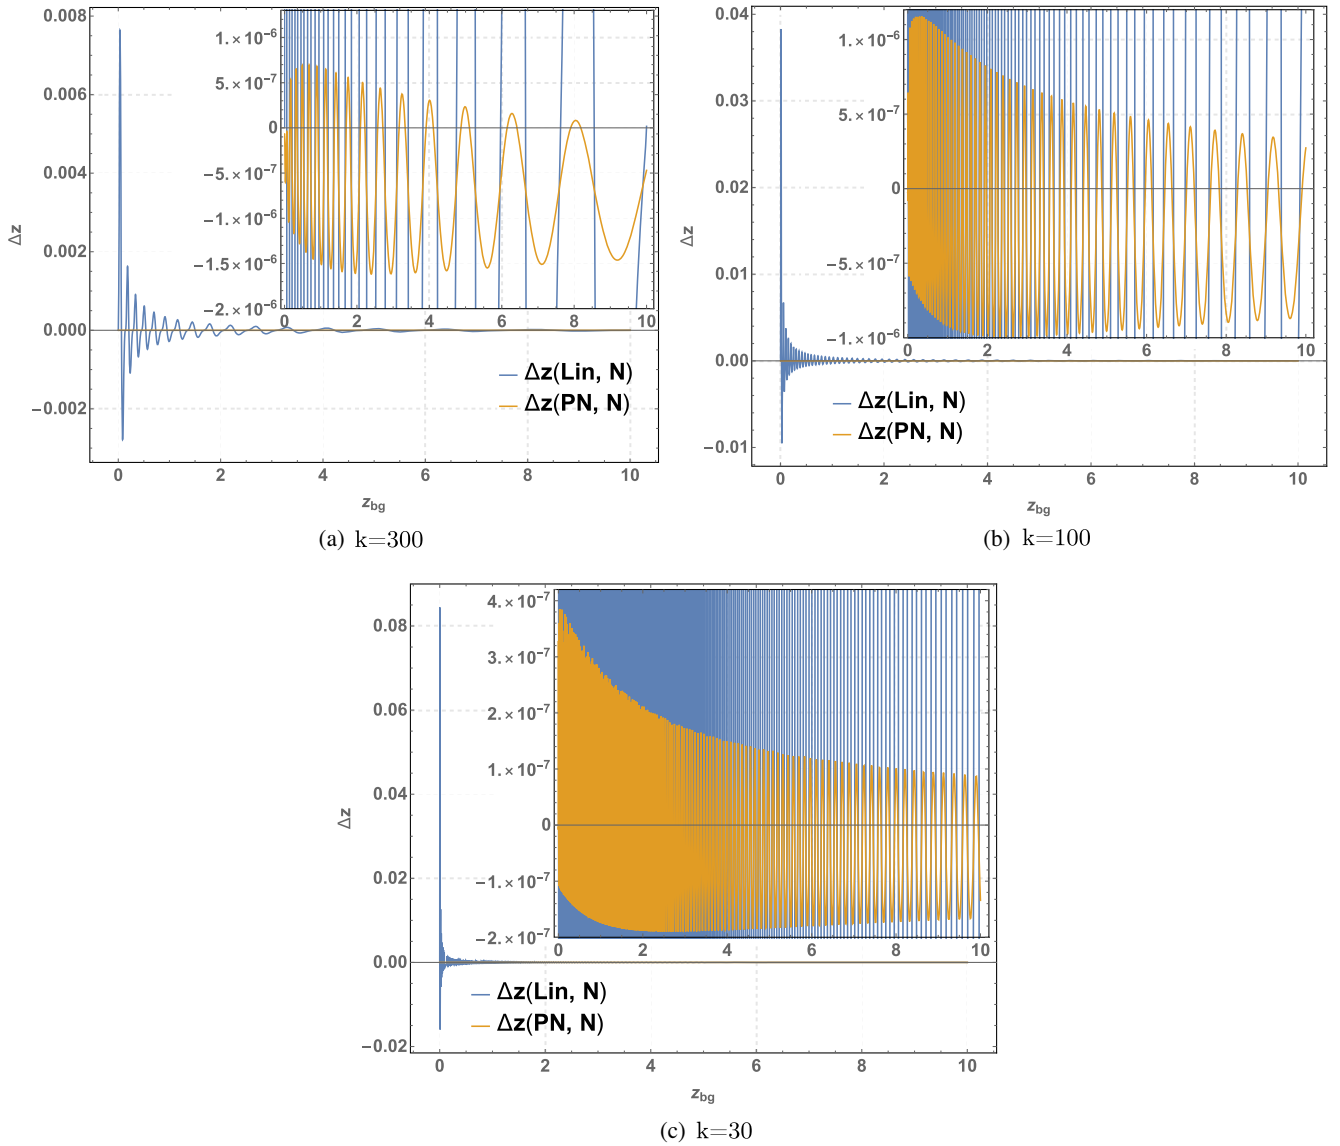 0.008
0.006
0.004
0.002
0.000
−0.002
Δz
0 2 4 6 8 10
z_bg
1.×10^-6
5.×10^-7
0
−5.×10^-7
−1.×10^-6
−1.5×10^-6
−2.×10^-6
0 2 4 6 8 10
Δz(Lin, N)
Δz(PN, N)
(a) k=300
0.04
0.03
0.02
0.01
0.00
−0.01
Δz
0 2 4 6 8 10
z_bg
1.×10^-6
5.×10^-7
0
−5.×10^-7
−1.×10^-6
0 2 4 6 8 10
Δz(Lin, N)
Δz(PN, N)
(b) k=100
0.08
0.06
0.04
0.02
0.00
−0.02
Δz
0 2 4 6 8 10
z_bg
4.×10^-7
3.×10^-7
2.×10^-7
1.×10^-7
0
−1.×10^-7
−2.×10^-7
0 2 4 6 8 10
Δz(Lin, N)
Δz(PN, N)
(c) k=30